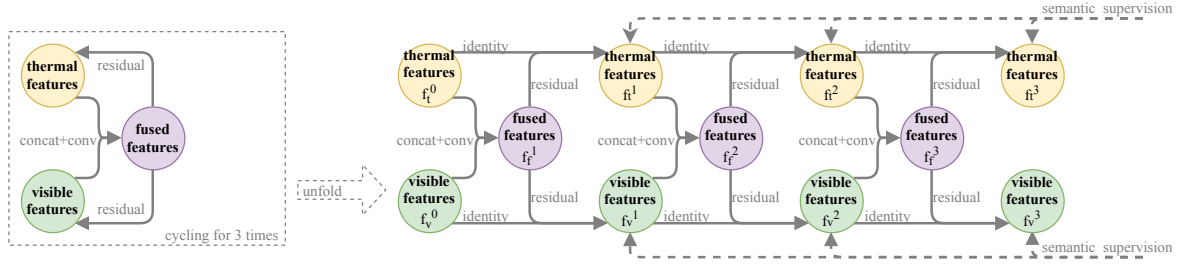 semantic supervision
thermal
features
residual
concat+conv
fused
features
visible
features
residual
cycling for 3 times
unfold
thermal
features
f_t^0
identity
concat+conv
residual
fused
features
f_f^1
residual
visible
features
f_v^0
identity
thermal
features
ft^1
identity
concat+conv
residual
fused
features
f_f^2
residual
visible
features
fv^1
identity
thermal
features
ft^2
identity
concat+conv
residual
fused
features
f_f^3
residual
visible
features
fv^2
identity
thermal
features
ft^3
visible
features
fv^3
semantic supervision